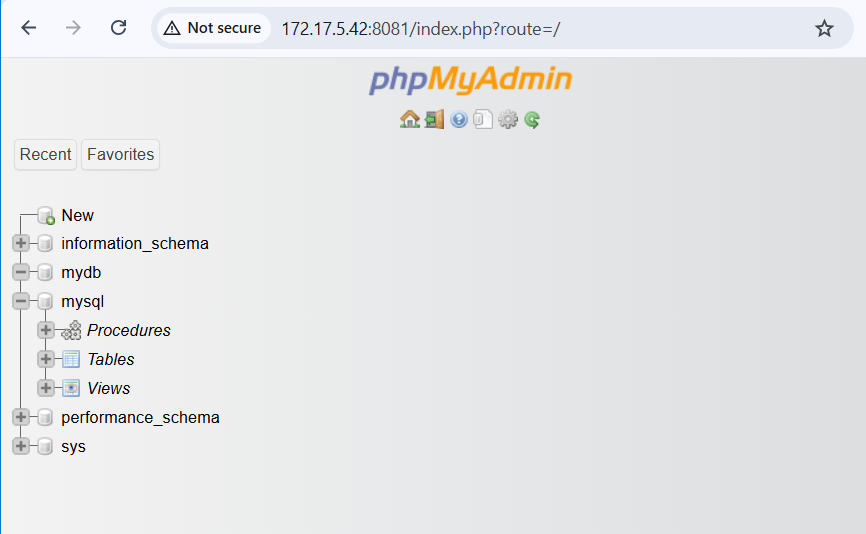 Not secure 172.17.5.42:8081/index.php?route=/
phpMyAdmin
Recent Favorites
New
information_schema
mydb
mysql
Procedures
Tables
Views
performance_schema
sys